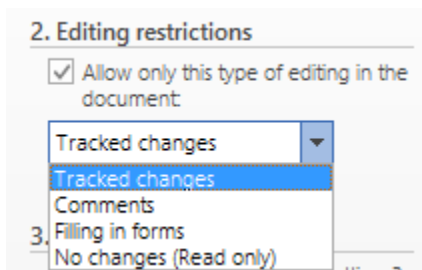 2. Editing restrictions
Allow only this type of editing in the
document:
Tracked changes
Tracked changes
Comments
3.
Filling in forms
No changes (Read only)